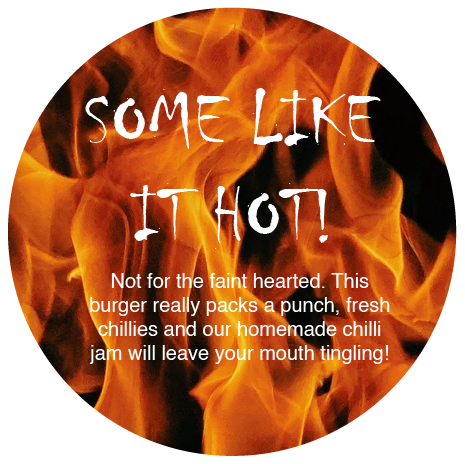 SOME LIKE
IT HOT!
Not for the faint hearted. This
burger really packs a punch, fresh
chillies and our homemade chilli
jam will leave your mouth tingling!